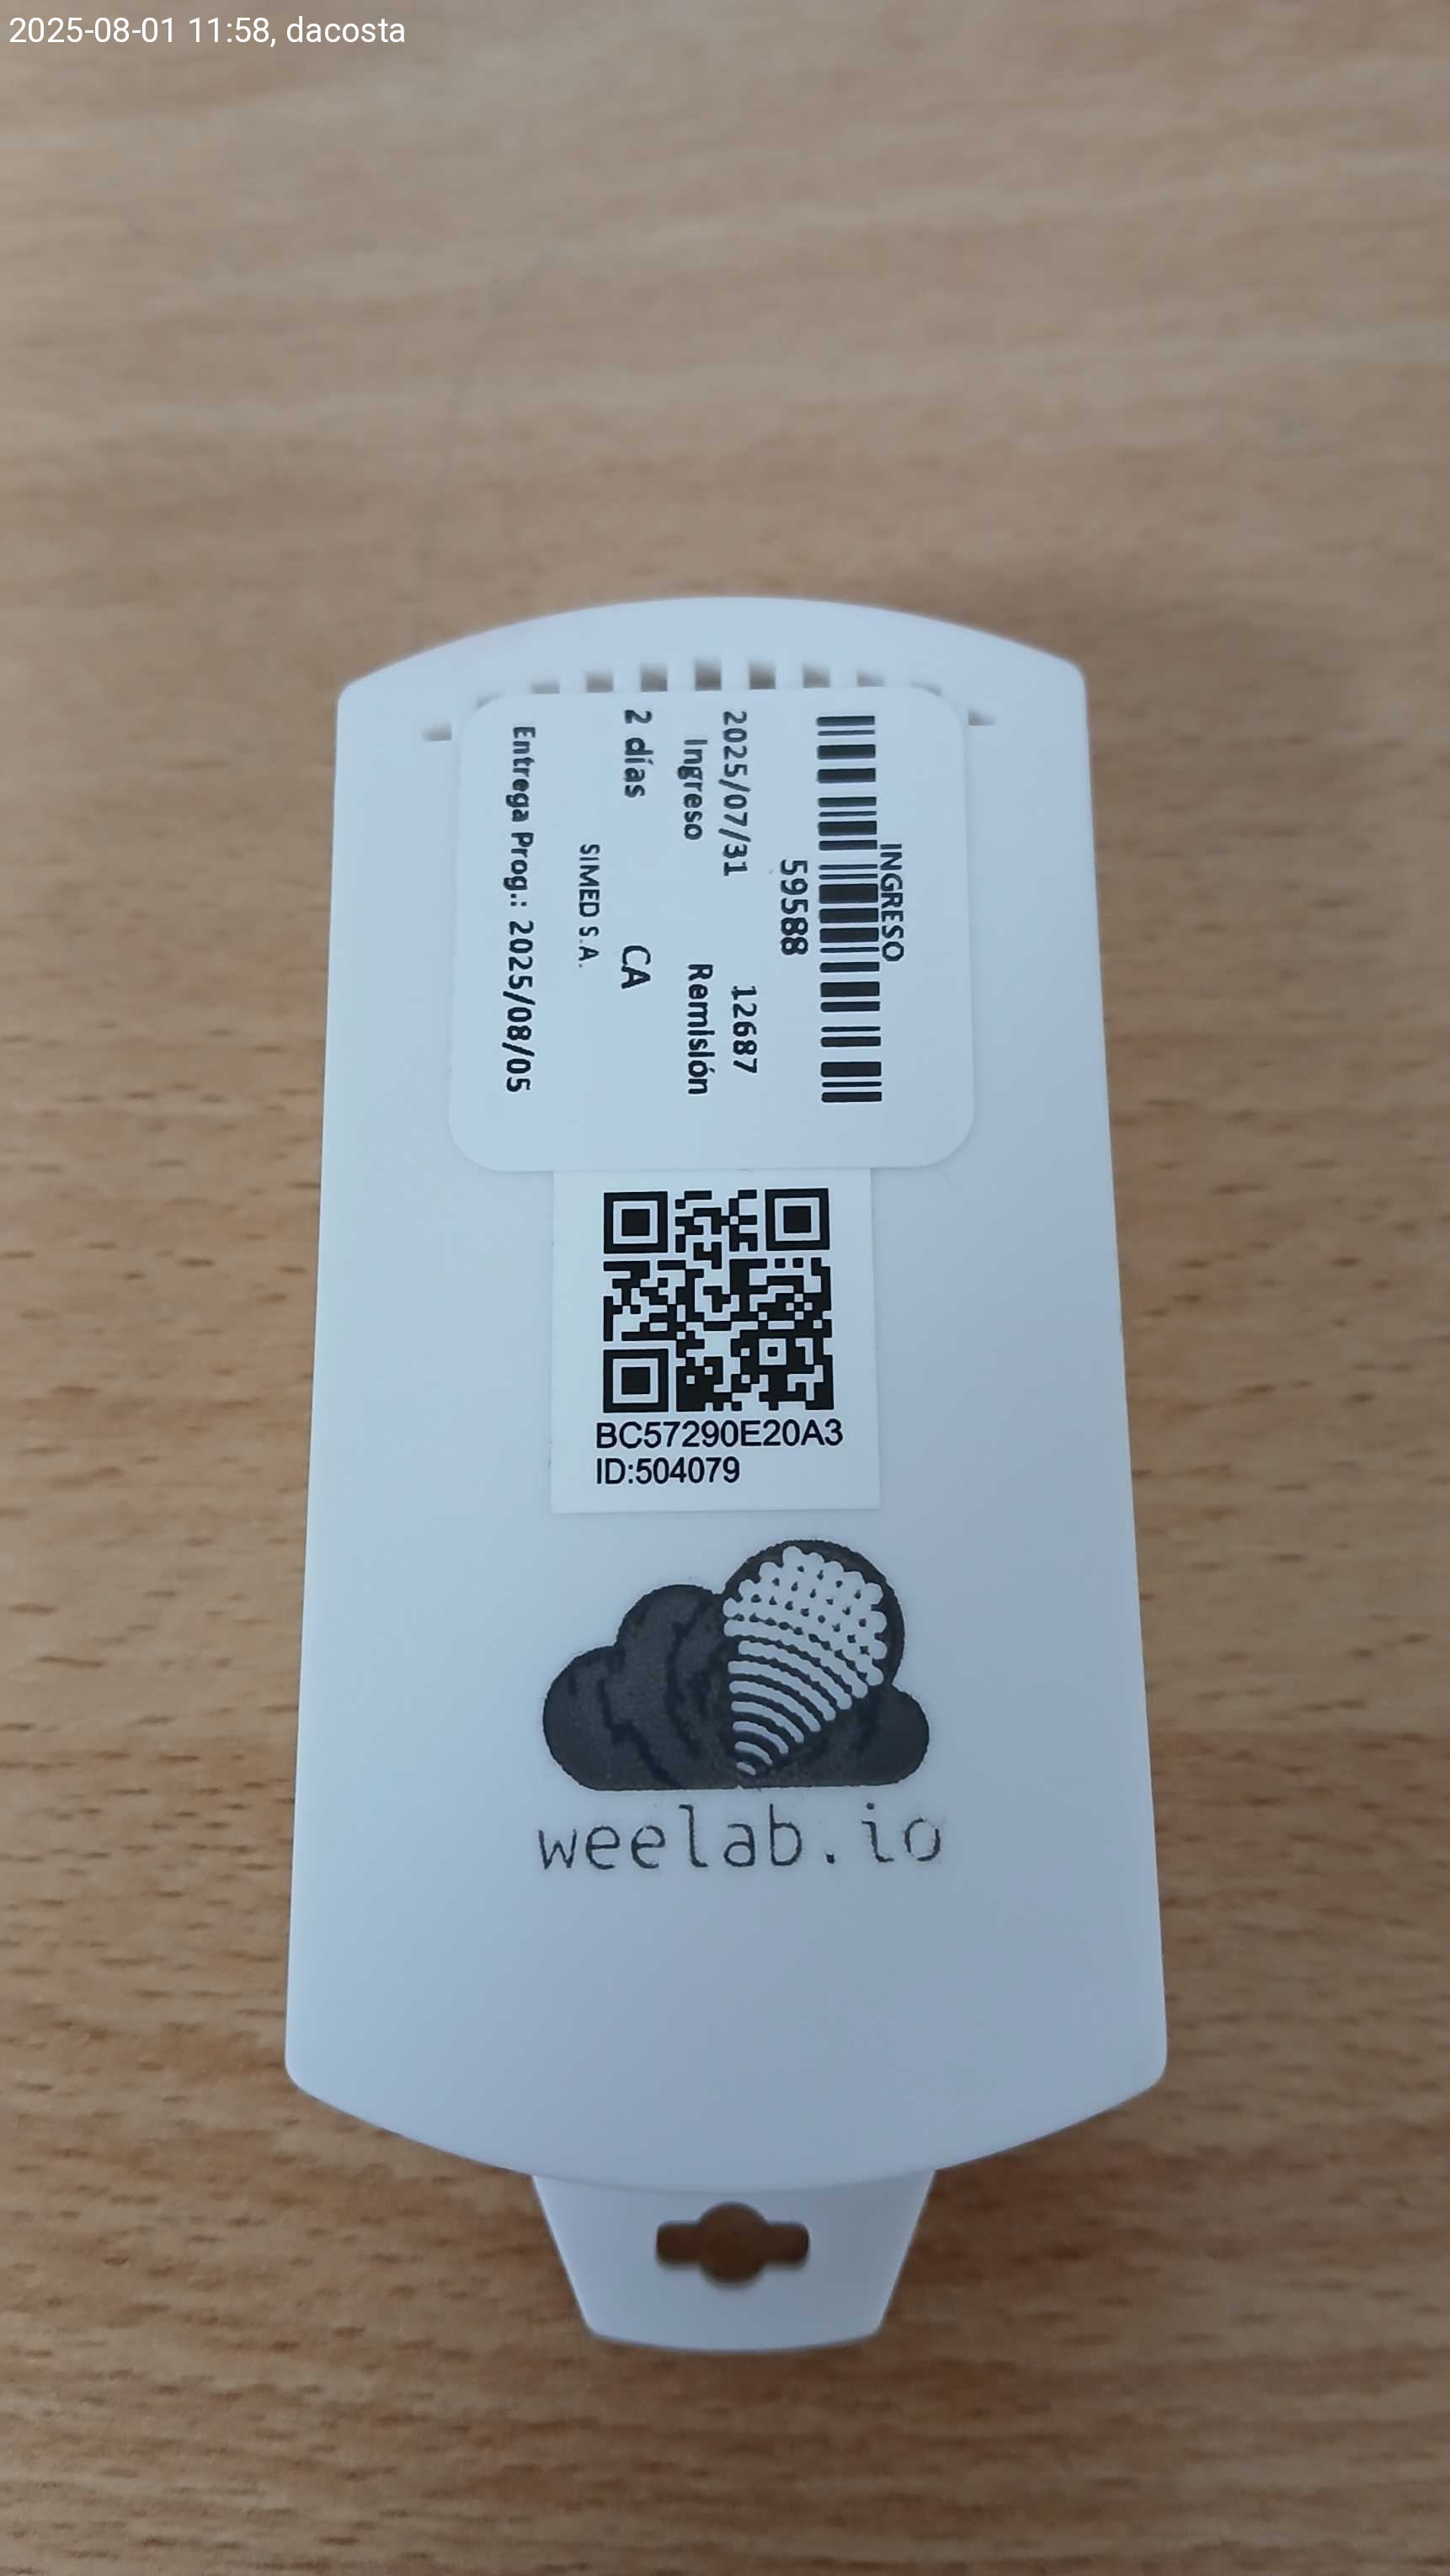 2025-08-01 11:58, dacosta
INGRESO
59588
2025/07/31 12687
Ingreso Remisión
2 días CA
SIMED S.A.
Entrega Prog.: 2025/08/05
BC57290E20A3
ID:504079
weelab.io